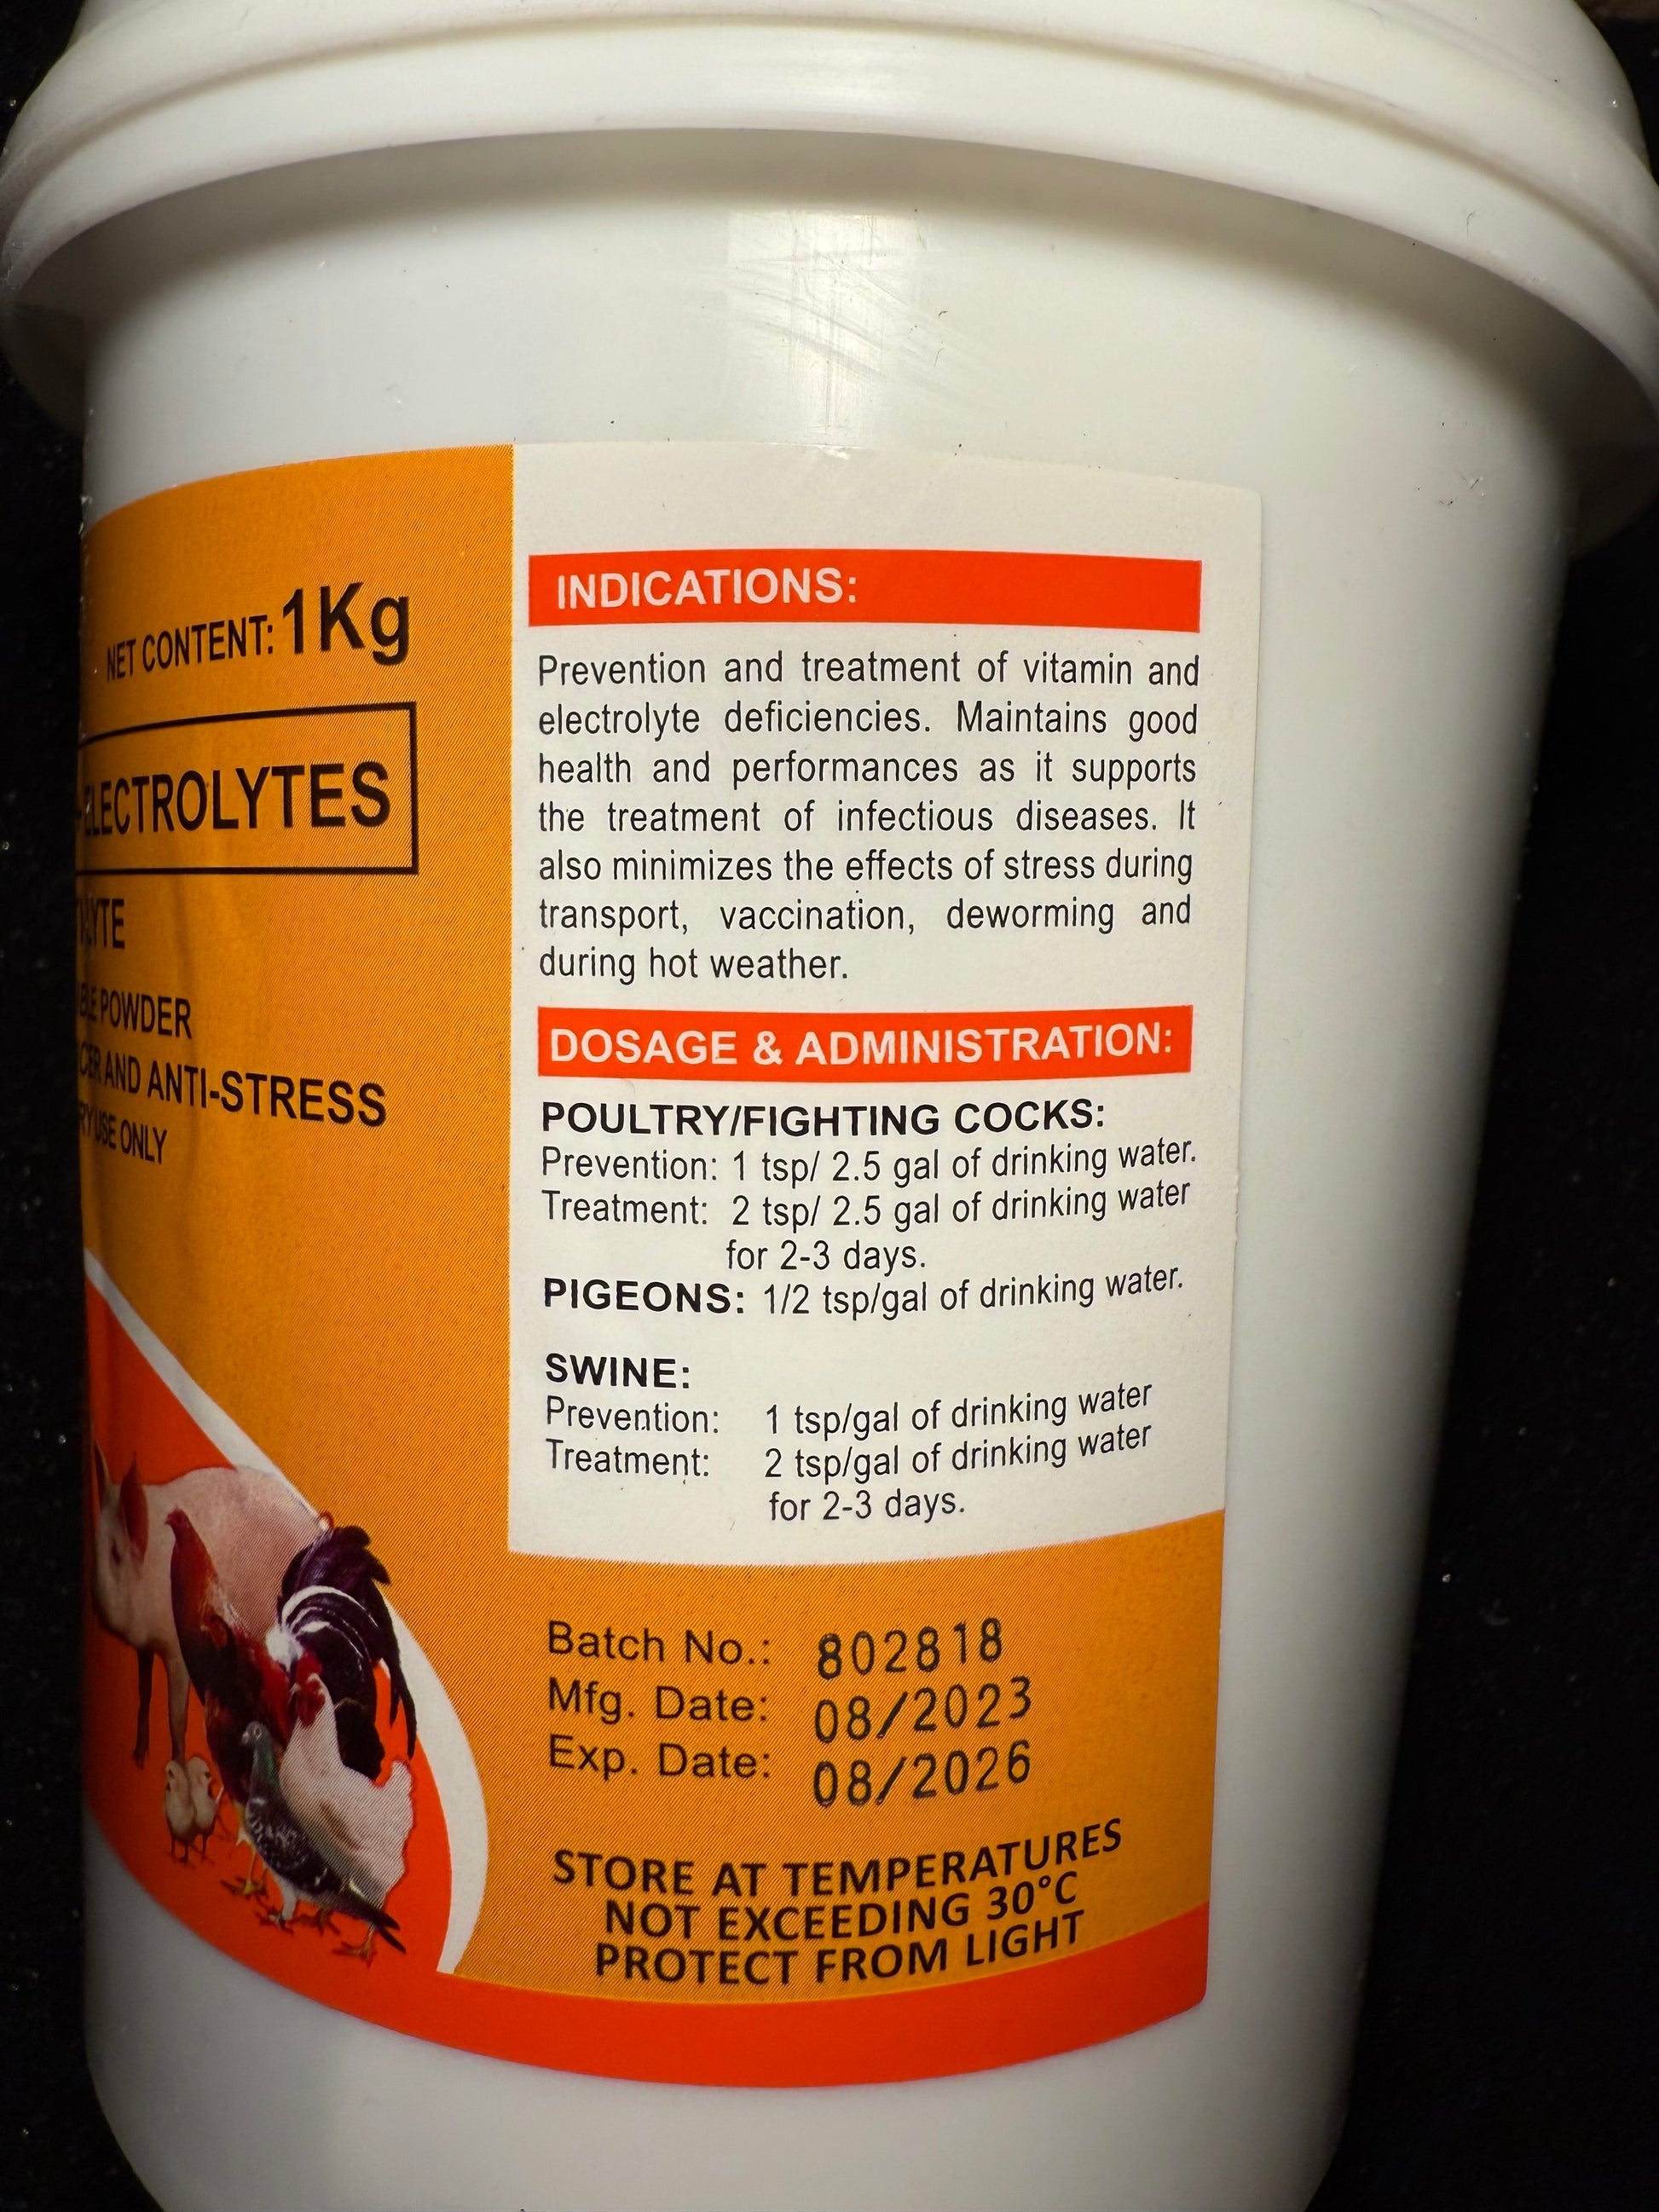 NET CONTENT: 1Kg
ELECTROLYTES
POWDER
AND ANTI-STRESS
USE ONLY
INDICATIONS:
Prevention and treatment of vitamin and
electrolyte deficiencies. Maintains good
health and performances as it supports
the treatment of infectious diseases. It
also minimizes the effects of stress during
transport, vaccination, deworming and
during hot weather.
DOSAGE & ADMINISTRATION:
POULTRY/FIGHTING COCKS:
Prevention: 1 tsp/ 2.5 gal of drinking water.
Treatment: 2 tsp/ 2.5 gal of drinking water
for 2-3 days.
PIGEONS: 1/2 tsp/gal of drinking water.
SWINE:
Prevention: 1 tsp/gal of drinking water
Treatment: 2 tsp/gal of drinking water
for 2-3 days.
Batch No.: 802818
Mfg. Date: 08/2023
Exp. Date: 08/2026
STORE AT TEMPERATURES
NOT EXCEEDING 30°C
PROTECT FROM LIGHT